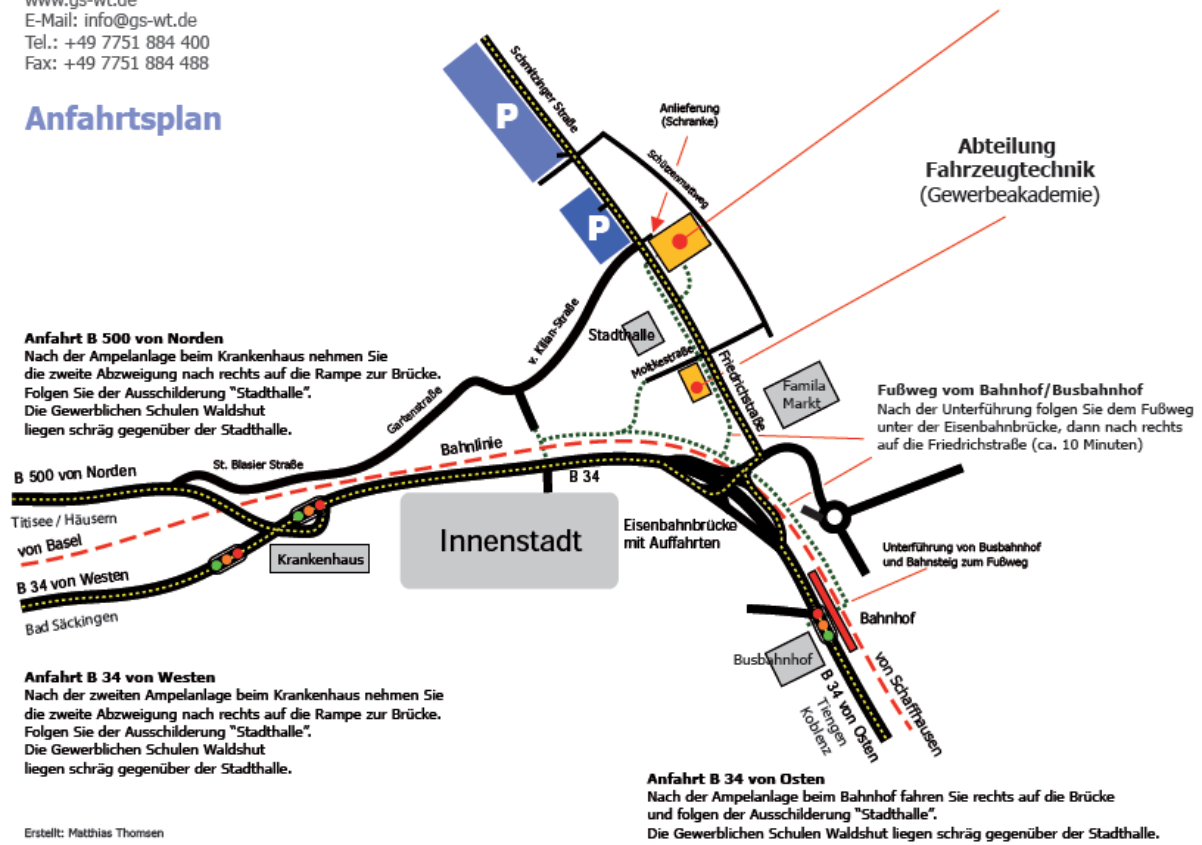 www.gs-wt.de
E-Mail: info@gs-wt.de
Tel.: +49 7751 884 400
Fax: +49 7751 884 488
Anfahrtsplan
P
Schmitzinger Straße
Anlieferung
(Schranke)
Schützenmattweg
Abteilung
Fahrzeugtechnik
(Gewerbeakademie)
P
v. Kilian-Straße
Stadthalle
Moltkestraße
Friedrichstraße
Famila
Markt
Anfahrt B 500 von Norden
Nach der Ampelanlage beim Krankenhaus nehmen Sie
die zweite Abzweigung nach rechts auf die Rampe zur Brücke.
Folgen Sie der Ausschilderung "Stadthalle".
Die Gewerblichen Schulen Waldshut
liegen schräg gegenüber der Stadthalle.
Fußweg vom Bahnhof/Busbahnhof
Nach der Unterführung folgen Sie dem Fußweg
unter der Eisenbahnbrücke, dann nach rechts
auf die Friedrichstraße (ca. 10 Minuten)
Gartenstraße
Bahnlinie
St. Blasier Straße
B 500 von Norden
Titisee / Häusern
von Basel
B 34
Innenstadt
Eisenbahnbrücke
mit Auffahrten
Krankenhaus
B 34 von Westen
Bad Säckingen
Unterführung von Busbahnhof
und Bahnsteig zum Fußweg
Bahnhof
Busbahnhof
von Schaffhausen
B 34 von Osten
Tiengen
Koblenz
Anfahrt B 34 von Westen
Nach der zweiten Ampelanlage beim Krankenhaus nehmen Sie
die zweite Abzweigung nach rechts auf die Rampe zur Brücke.
Folgen Sie der Ausschilderung "Stadthalle".
Die Gewerblichen Schulen Waldshut
liegen schräg gegenüber der Stadthalle.
Anfahrt B 34 von Osten
Nach der Ampelanlage beim Bahnhof fahren Sie rechts auf die Brücke
und folgen der Ausschilderung "Stadthalle".
Die Gewerblichen Schulen Waldshut liegen schräg gegenüber der Stadthalle.
Erstellt: Matthias Thomsen